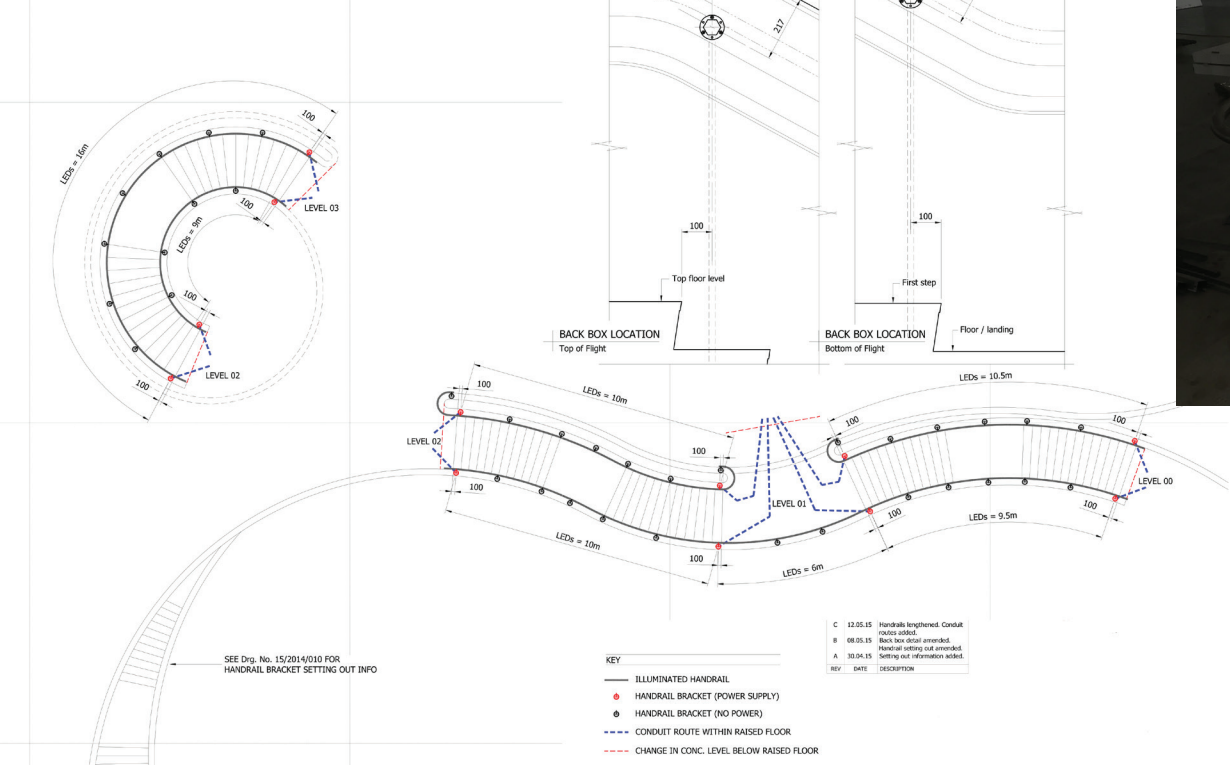 217
100
LEDs = 16m
100
LEVEL 03
LEDs = 9m
100
100
LEVEL 02
100
100
Top floor level
BACK BOX LOCATION
Top of Flight
100
First step
Floor / landing
BACK BOX LOCATION
Bottom of Flight
100
LEDs = 10m
LEVEL 02
100
100
LEDs = 10m
100
LEVEL 01
LEDs = 6m
100
LEDs = 10.5m
100
LEVEL 00
100
100
LEDs = 9.5m
SEE Drg. No. 15/2014/010 FOR
HANDRAIL BRACKET SETTING OUT INFO
KEY
ILLUMINATED HANDRAIL
HANDRAIL BRACKET (POWER SUPPLY)
HANDRAIL BRACKET (NO POWER)
CONDUIT ROUTE WITHIN RAISED FLOOR
CHANGE IN CONC. LEVEL BELOW RAISED FLOOR
C 12.05.15 Handrails lengthened. Conduit
routes added.
B 08.05.15 Back box detail amended.
Handrail setting out amended.
A 30.04.15 Setting out information added.
REV DATE DESCRIPTION